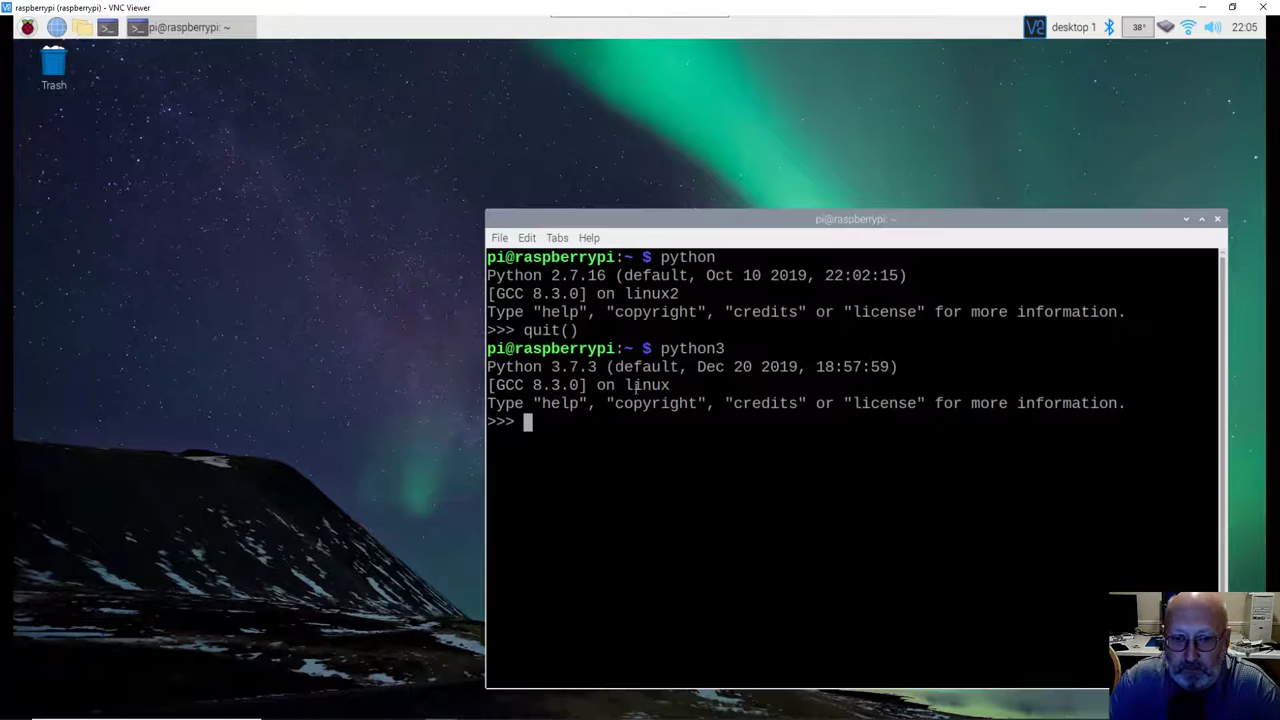 raspberrypi (raspberrypi) - VNC Viewer
pi@raspberrypi: ~
desktop 1
38°
22:05
Trash
pi@raspberrypi: ~
File Edit Tabs Help
pi@raspberrypi:~ $ python
Python 2.7.16 (default, Oct 10 2019, 22:02:15)
[GCC 8.3.0] on linux2
Type "help", "copyright", "credits" or "license" for more information.
>>> quit()
pi@raspberrypi:~ $ python3
Python 3.7.3 (default, Dec 20 2019, 18:57:59)
[GCC 8.3.0] on linux
Type "help", "copyright", "credits" or "license" for more information.
>>>